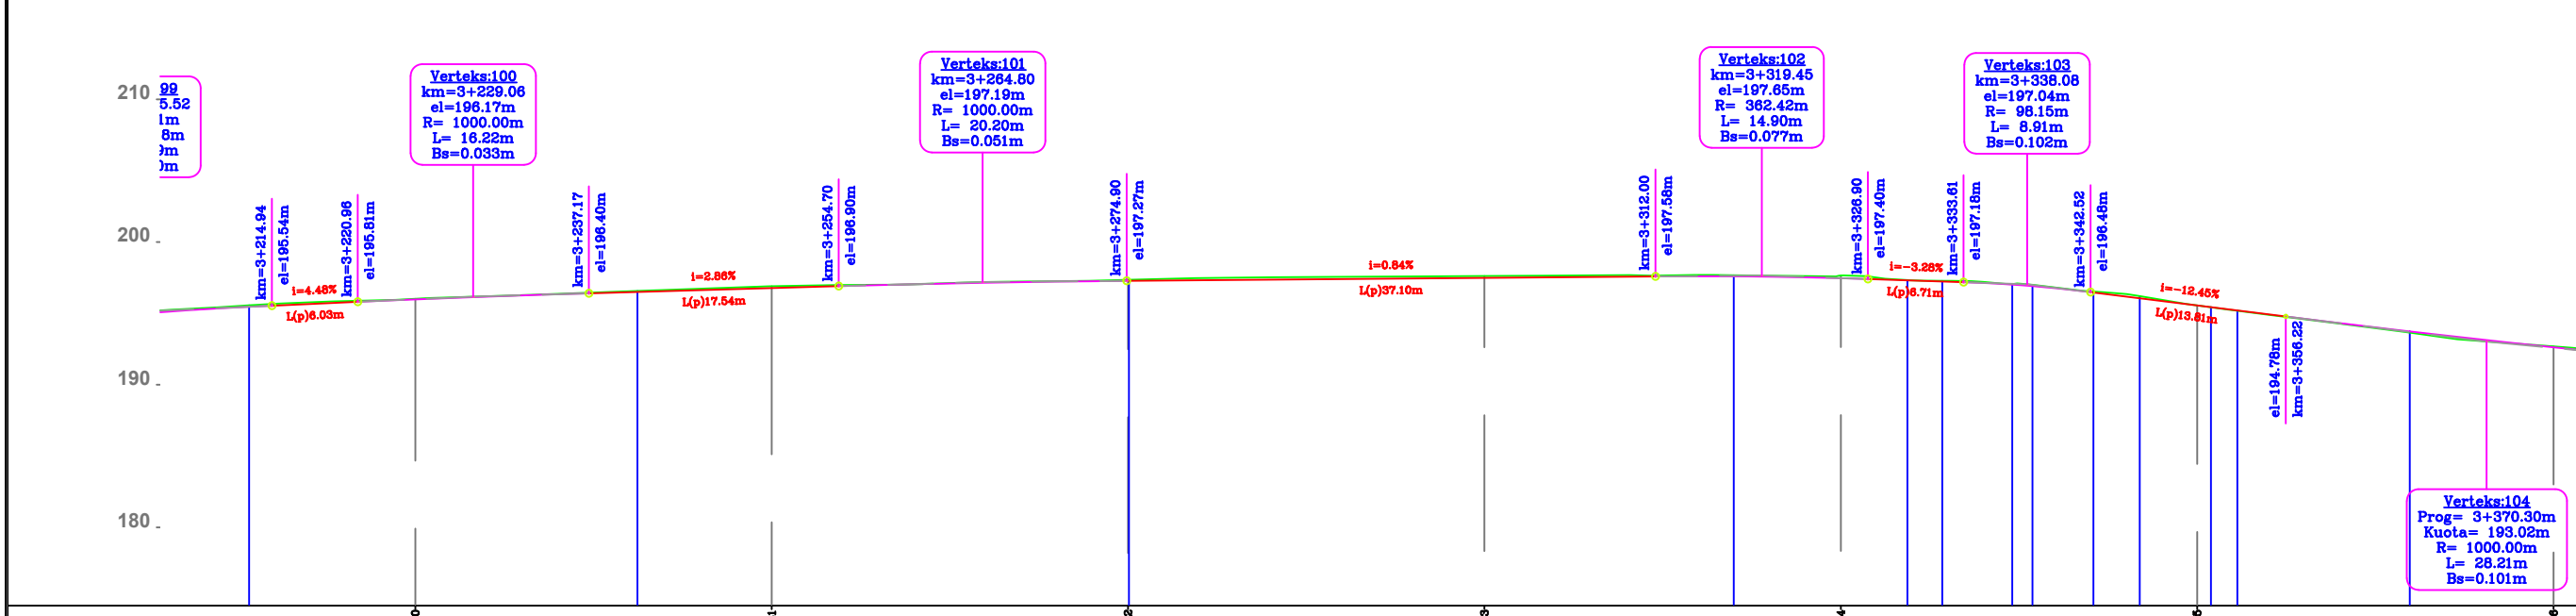 210
200
190
180
99
5.52
Verteks:100
km=3+229.06
el=196.17m
R= 1000.00m
L= 16.22m
Bs=0.033m
Verteks:101
km=3+264.80
el=197.19m
R= 1000.00m
L= 20.20m
Bs=0.051m
Verteks:102
km=3+319.45
el=197.65m
R= 362.42m
L= 14.90m
Bs=0.077m
Verteks:103
km=3+338.08
el=197.04m
R= 98.15m
L= 8.91m
Bs=0.102m
km=3+214.94
el=195.54m
i=4.48%
L(p)6.03m
km=3+220.96
el=195.81m
km=3+237.17
el=196.40m
i=2.86%
L(p)17.54m
km=3+254.70
el=196.90m
km=3+274.90
el=197.27m
i=0.84%
L(p)37.10m
km=3+312.00
el=197.58m
km=3+326.90
el=197.40m
i=-3.28%
L(p)6.71m
km=3+333.61
el=197.18m
km=3+342.52
el=196.48m
i=-12.45%
L(p)13.81m
el=194.78m
km=3+356.22
Verteks:104
Prog= 3+370.30m
Kuota= 193.02m
R= 1000.00m
L= 28.21m
Bs=0.101m